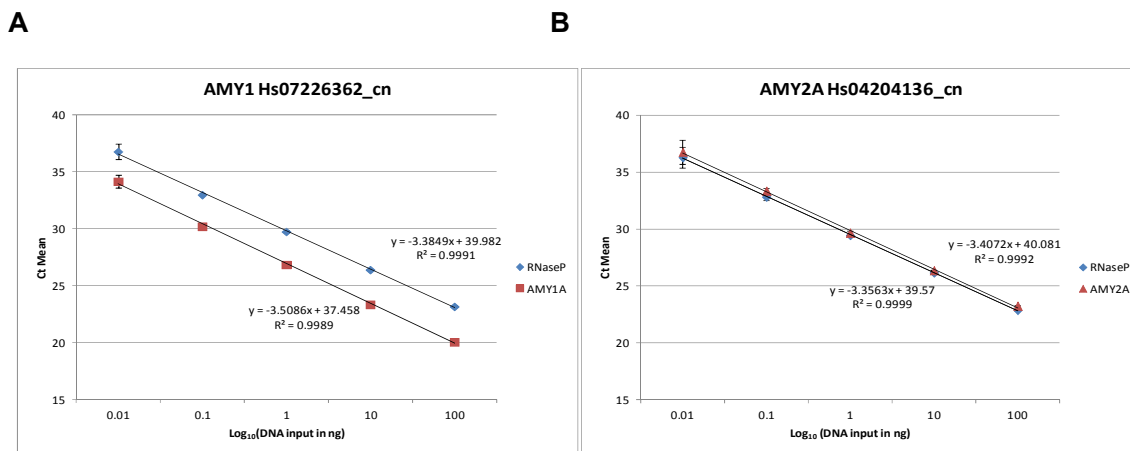 A
B
AMY1 Hs07226362_cn
40
35
30
25
20
15
Ct Mean
y = -3.3849x + 39.982
R² = 0.9991
y = -3.5086x + 37.458
R² = 0.9989
RNaseP
AMY1A
0.01 0.1 1 10 100
Log₁₀(DNA input in ng)
AMY2A Hs04204136_cn
40
35
30
25
20
15
Ct Mean
y = -3.4072x + 40.081
R² = 0.9992
y = -3.3563x + 39.57
R² = 0.9999
RNaseP
AMY2A
0.01 0.1 1 10 100
Log₁₀ (DNA input in ng)